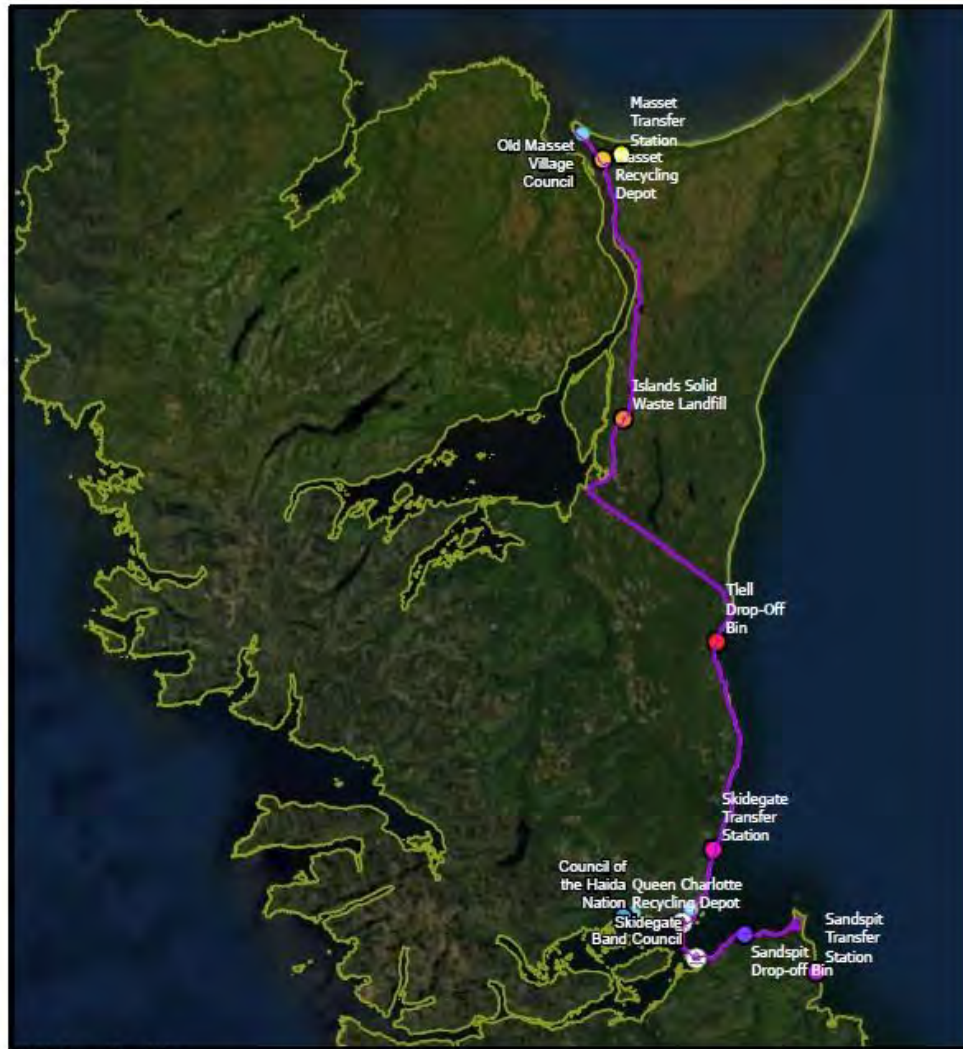 Masset
Transfer
Station
Old Masset
Village
Council
Masset
Recycling
Depot
Islands Solid
Waste Landfill
Tlell
Drop-Off
Bin
Skidegate
Transfer
Station
Council of
the Haida
Nation
Queen Charlotte
Recycling Depot
Skidegate
Band Council
Sandspit
Transfer
Station
Sandspit
Drop-off Bin